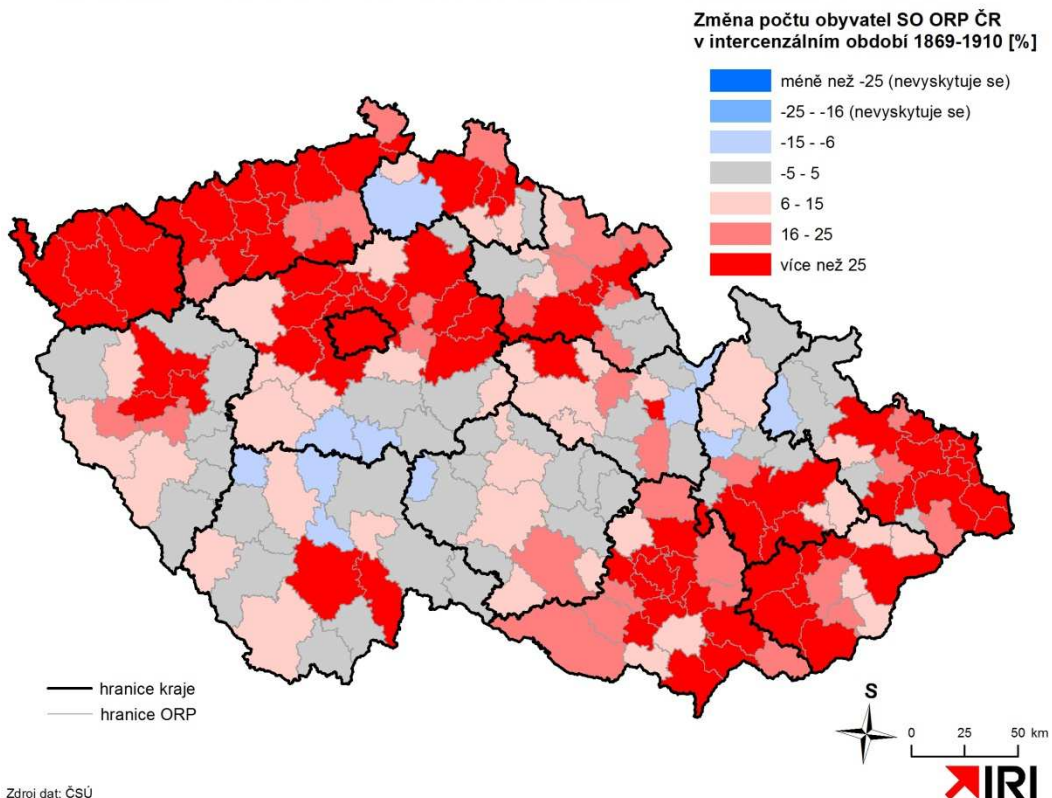 Změna počtu obyvatel SO ORP ČR
v intercenzálním období 1869-1910 [%]
méně než -25 (nevyskytuje se)
-25 - -16 (nevyskytuje se)
-15 - -6
-5 - 5
6 - 15
16 - 25
více než 25
hranice kraje
hranice ORP
S
0 25 50 km
IRI
Zdroj dat: ČSÚ